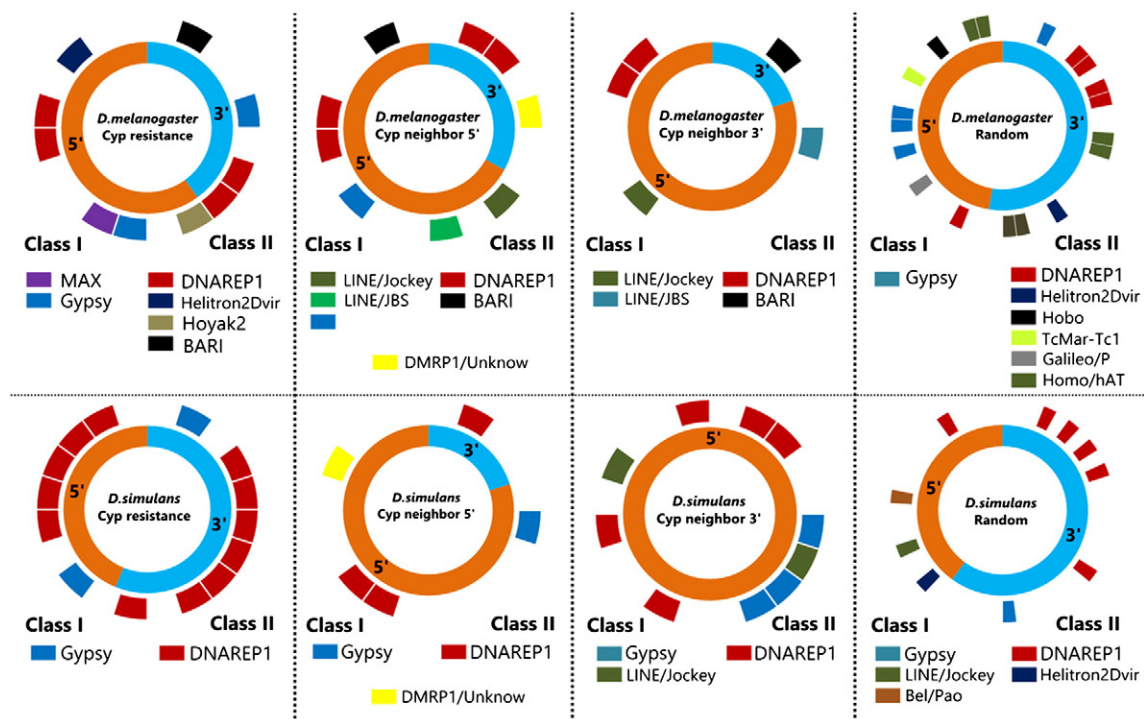 D.melanogaster
Cyp resistance
3'
5'
Class I
Class II
MAX
Gypsy
DNAREP1
Helitron2Dvir
Hoyak2
BARI
D.melanogaster
Cyp neighbor 5'
3'
5'
Class I
Class II
LINE/Jockey
LINE/JBS
DNAREP1
BARI
DMRP1/Unknow
D.melanogaster
Cyp neighbor 3'
3'
5'
Class I
Class II
LINE/Jockey
LINE/JBS
DNAREP1
BARI
D.melanogaster
Random
5'
3'
Class I
Class II
Gypsy
DNAREP1
Helitron2Dvir
Hobo
TcMar-Tc1
Galileo/P
Homo/hAT
D.simulans
Cyp resistance
5'
3'
Class I
Class II
Gypsy
DNAREP1
D.simulans
Cyp neighbor 5'
3'
5'
Class I
Class II
Gypsy
DNAREP1
DMRP1/Unknow
5'
D.simulans
Cyp neighbor 3'
Class I
Class II
Gypsy
LINE/Jockey
DNAREP1
D.simulans
Random
5'
3'
Class I
Class II
Gypsy
LINE/Jockey
Bel/Pao
DNAREP1
Helitron2Dvir